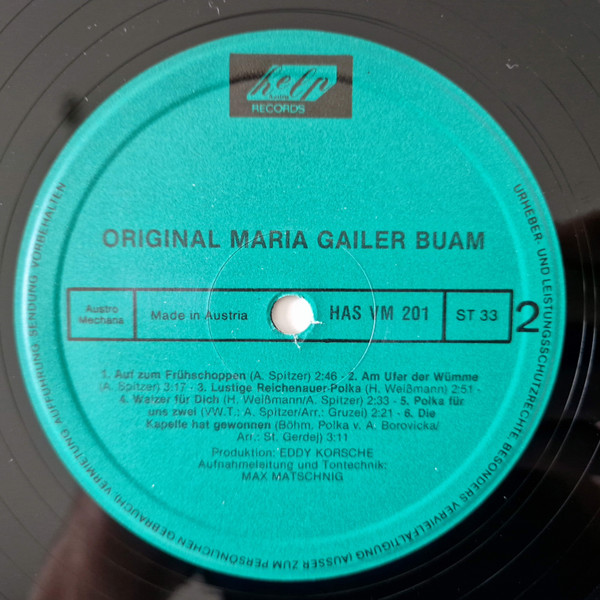 help
RECORDS
ORIGINAL MARIA GAILER BUAM
Austro
Mechana
Made in Austria
HAS VM 201
ST 33
2
1. Auf zum Frühschoppen (A. Spitzer) 2:46 · 2. Am Ufer der Wümme
(A. Spitzer) 3:17 · 3. Lustige Reichenauer-Polka (H. Weißmann) 2:51 ·
4. Walzer für Dich (H. Weißmann/A. Spitzer) 2:33 · 5. Polka für
uns zwei (VW.T.: A. Spitzer/Arr.: Gruzei) 2:21 · 6. Die
Kapelle hat gewonnen (Böhm. Polka v. A. Borovicka/
Arr.: St. Gerdej) 3:11
Produktion: EDDY KORSCHE
Aufnahmeleitung und Tontechnik:
MAX MATSCHNIG
URHEBER- UND LEISTUNGSSCHUTZRECHTE BESONDERS VERVIELFÄLTIGUNG (AUSSER ZUM PERSÖNLICHEN GEBRAUCH) VERMIETUNG AUFFÜHRUNG SENDUNG VORBEHALTEN